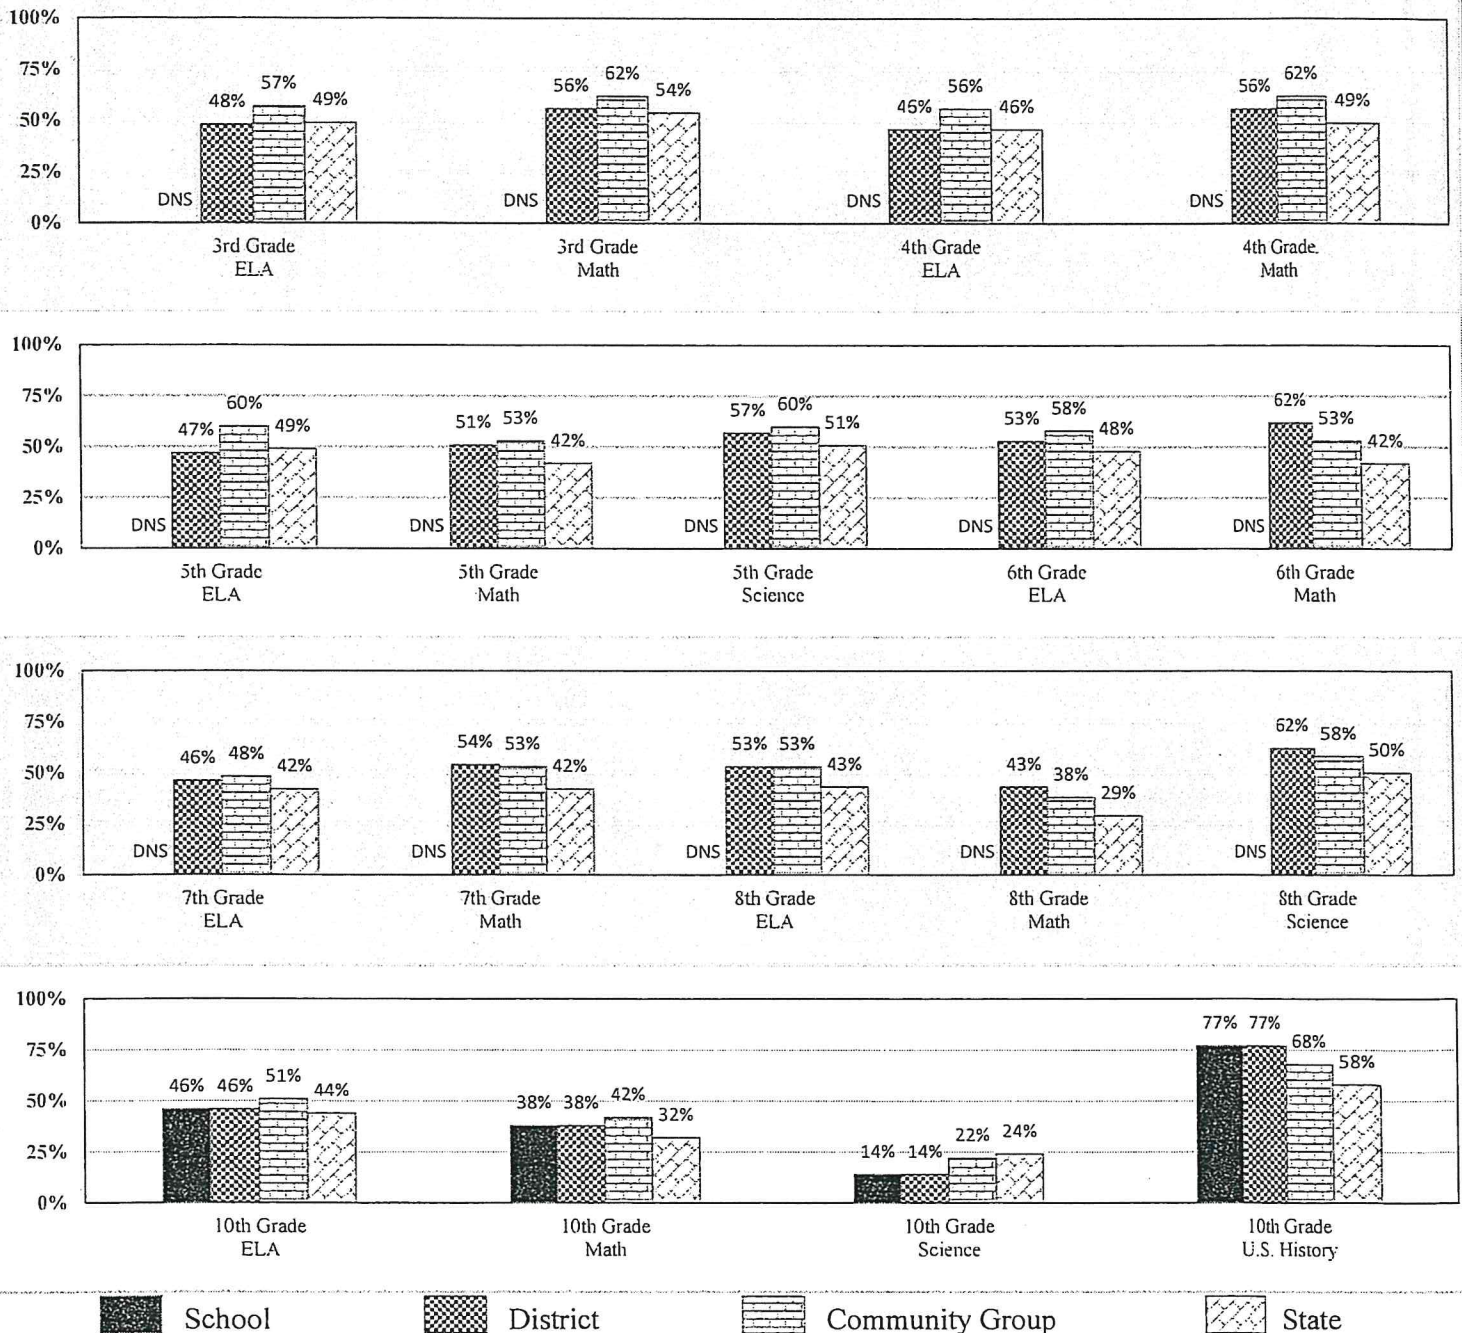 100%
75%
50%
25%
0%
DNS 48% 57% 49%
DNS 56% 62% 54%
DNS 46% 56% 46%
DNS 56% 62% 49%
3rd Grade
ELA
3rd Grade
Math
4th Grade
ELA
4th Grade
Math
100%
75%
50%
25%
0%
DNS 47% 60% 49%
DNS 51% 53% 42%
DNS 57% 60% 51%
DNS 53% 58% 48%
DNS 62% 53% 42%
5th Grade
ELA
5th Grade
Math
5th Grade
Science
6th Grade
ELA
6th Grade
Math
100%
75%
50%
25%
0%
DNS 46% 48% 42%
DNS 54% 53% 42%
DNS 53% 53% 43%
DNS 43% 38% 29%
DNS 62% 58% 50%
7th Grade
ELA
7th Grade
Math
8th Grade
ELA
8th Grade
Math
8th Grade
Science
100%
75%
50%
25%
0%
46% 46% 51% 44%
38% 38% 42% 32%
14% 14% 22% 24%
77% 77% 68% 58%
10th Grade
ELA
10th Grade
Math
10th Grade
Science
10th Grade
U.S. History
School District Community Group State